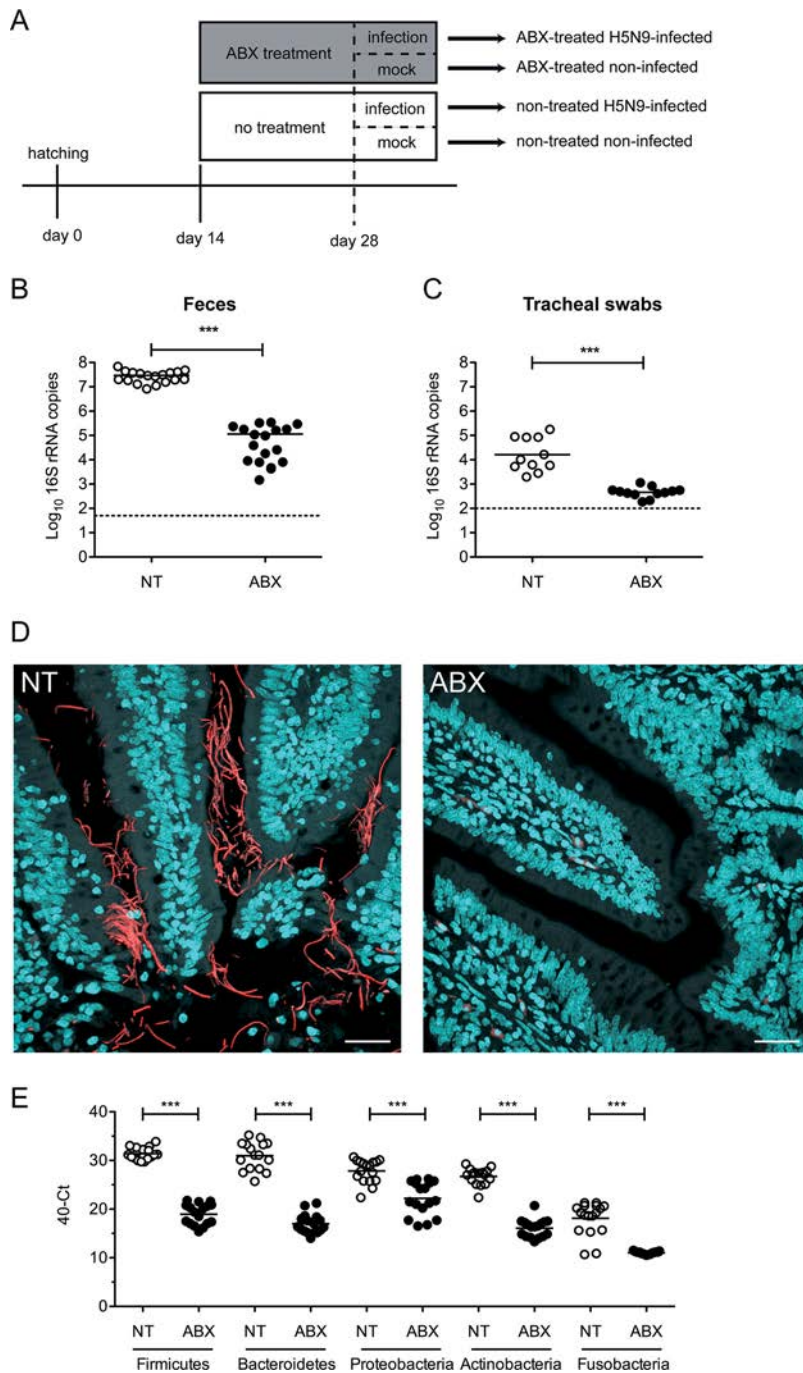 A
ABX treatment
infection
mock
no treatment
infection
mock
ABX-treated H5N9-infected
ABX-treated non-infected
non-treated H5N9-infected
non-treated non-infected
hatching
day 0
day 14
day 28
B
Feces
***
Log10 16S rRNA copies
8
7
6
5
4
3
2
1
0
NT
ABX
C
Tracheal swabs
***
Log10 16S rRNA copies
8
7
6
5
4
3
2
1
0
NT
ABX
D
NT
ABX
E
40-Ct
40
30
20
10
0
*** *** *** *** ***
NT ABX NT ABX NT ABX NT ABX NT ABX
Firmicutes Bacteroidetes Proteobacteria Actinobacteria Fusobacteria